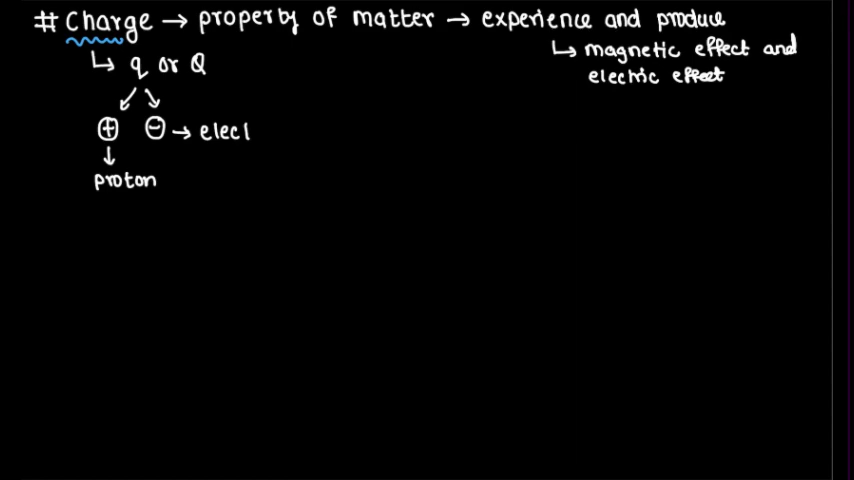 # Charge → property of matter → experience and produce
↳ magnetic effect and
electric effect
↳ q or Q
⊕ ⊖ → elecl
↓
proton